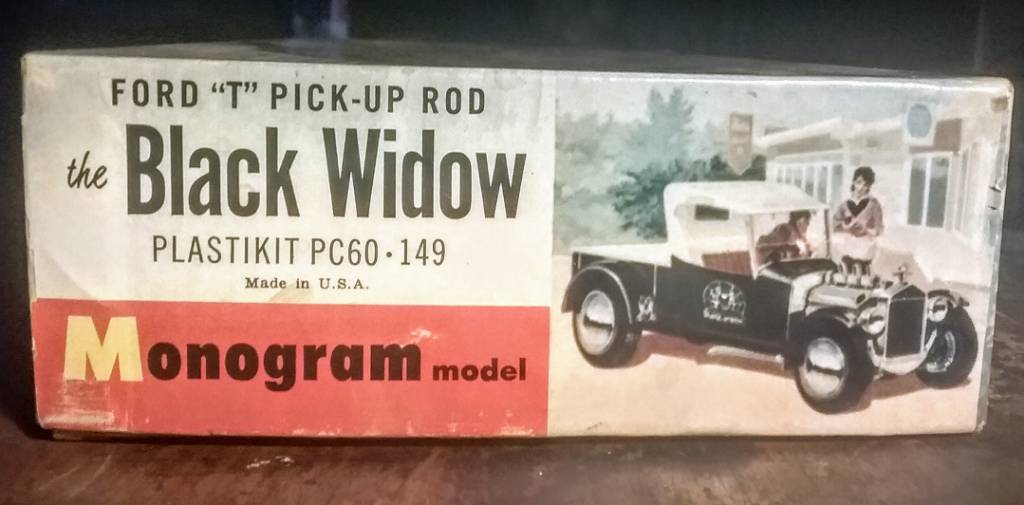 FORD "T" PICK-UP ROD
the Black Widow
PLASTIKIT PC60·149
Made in U.S.A.
Monogram model